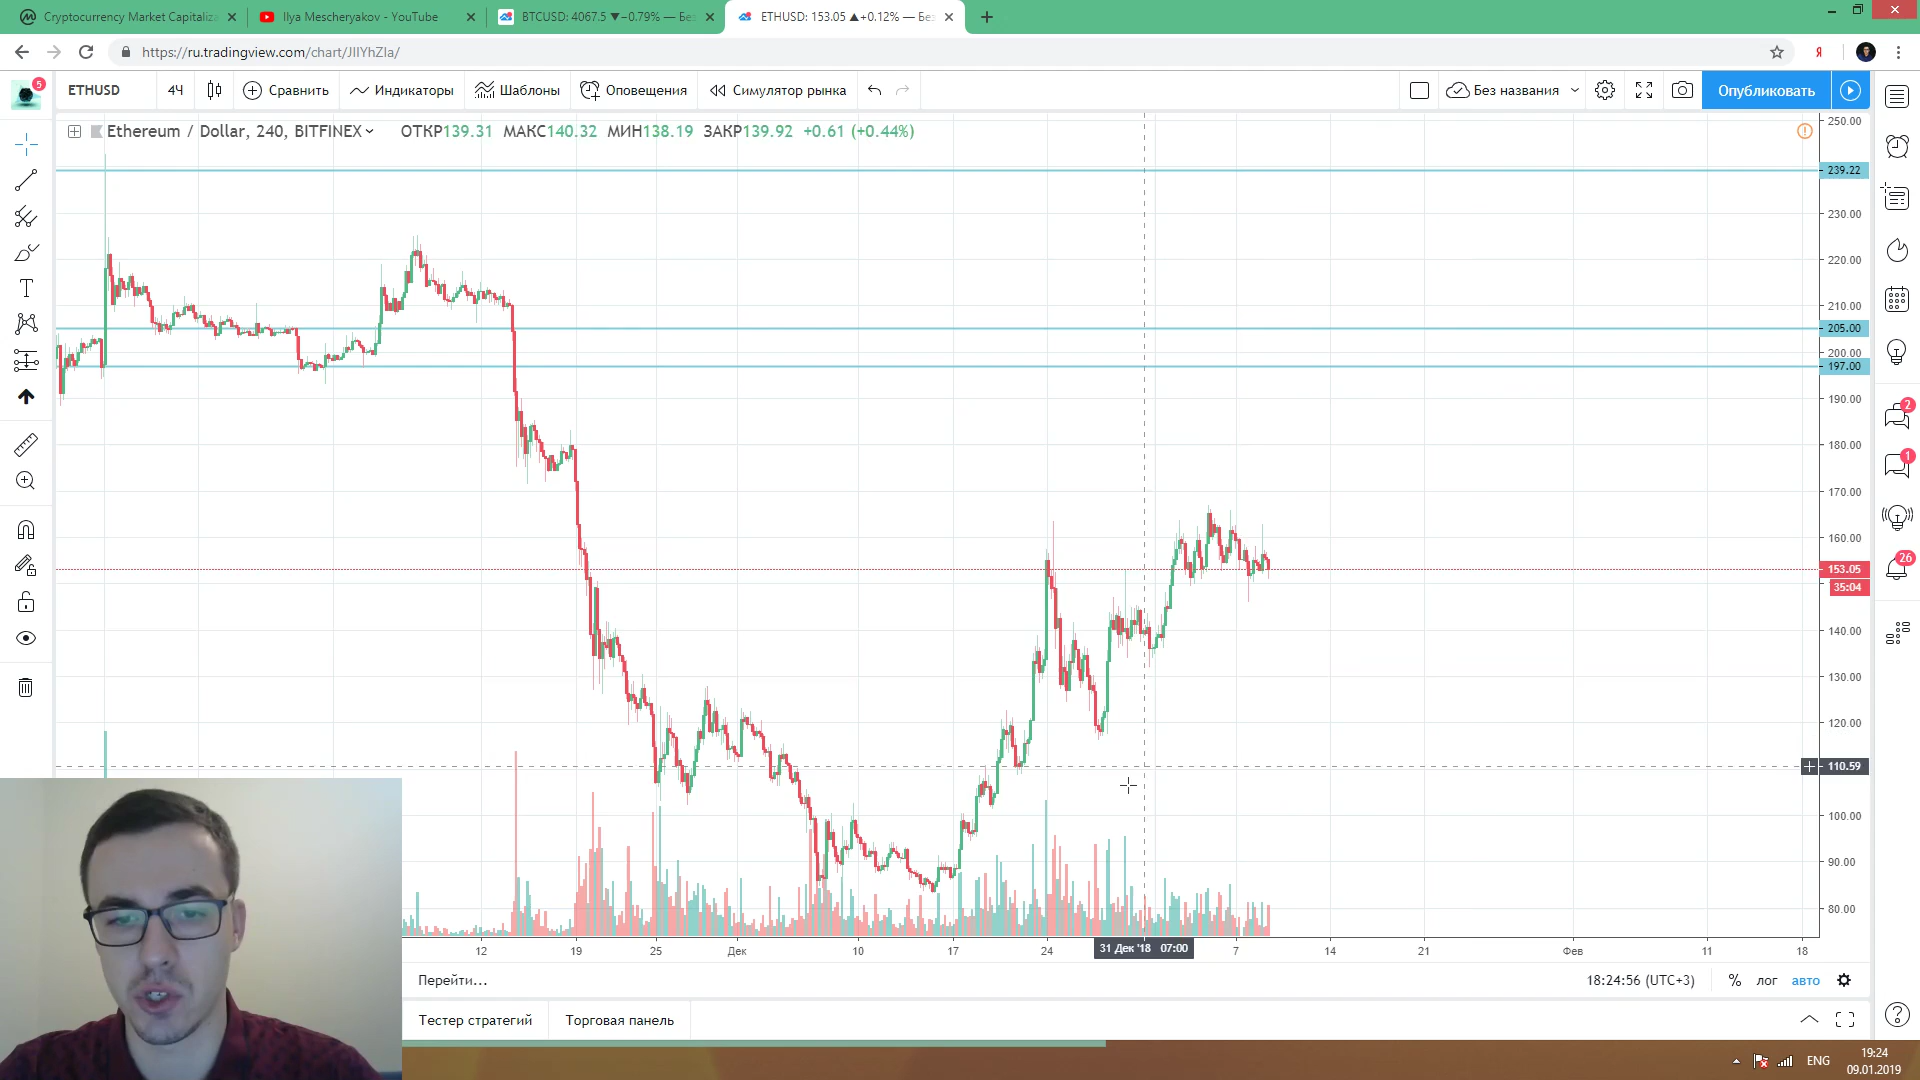 Cryptocurrency Market Capitaliza
Ilya Mescheryakov - YouTube
BTCUSD: 4067.5 ▼−0.79% — Бе
ETHUSD: 153.05 ▲+0.12% — Бе
https://ru.tradingview.com/chart/JIIYhZIa/
Я
5
ETHUSD
4Ч
Сравнить
Индикаторы
Шаблоны
Оповещения
Симулятор рынка
Без названия
Опубликовать
Ethereum / Dollar, 240, BITFINEX
ОТКР139.31 МАКС140.32 МИН138.19 ЗАКР139.92 +0.61 (+0.44%)
250.00
239.22
230.00
220.00
210.00
205.00
200.00
197.00
190.00
180.00
170.00
160.00
153.05
35:04
140.00
130.00
120.00
110.59
100.00
90.00
80.00
2
1
26
12 19 25 Дек 10 17 24 31 Дек '18 07:00 7 14 21 Фев 11 18
Перейти...
18:24:56 (UTC+3)
%
лог
авто
Тестер стратегий
Торговая панель
ENG
19:24
09.01.2019